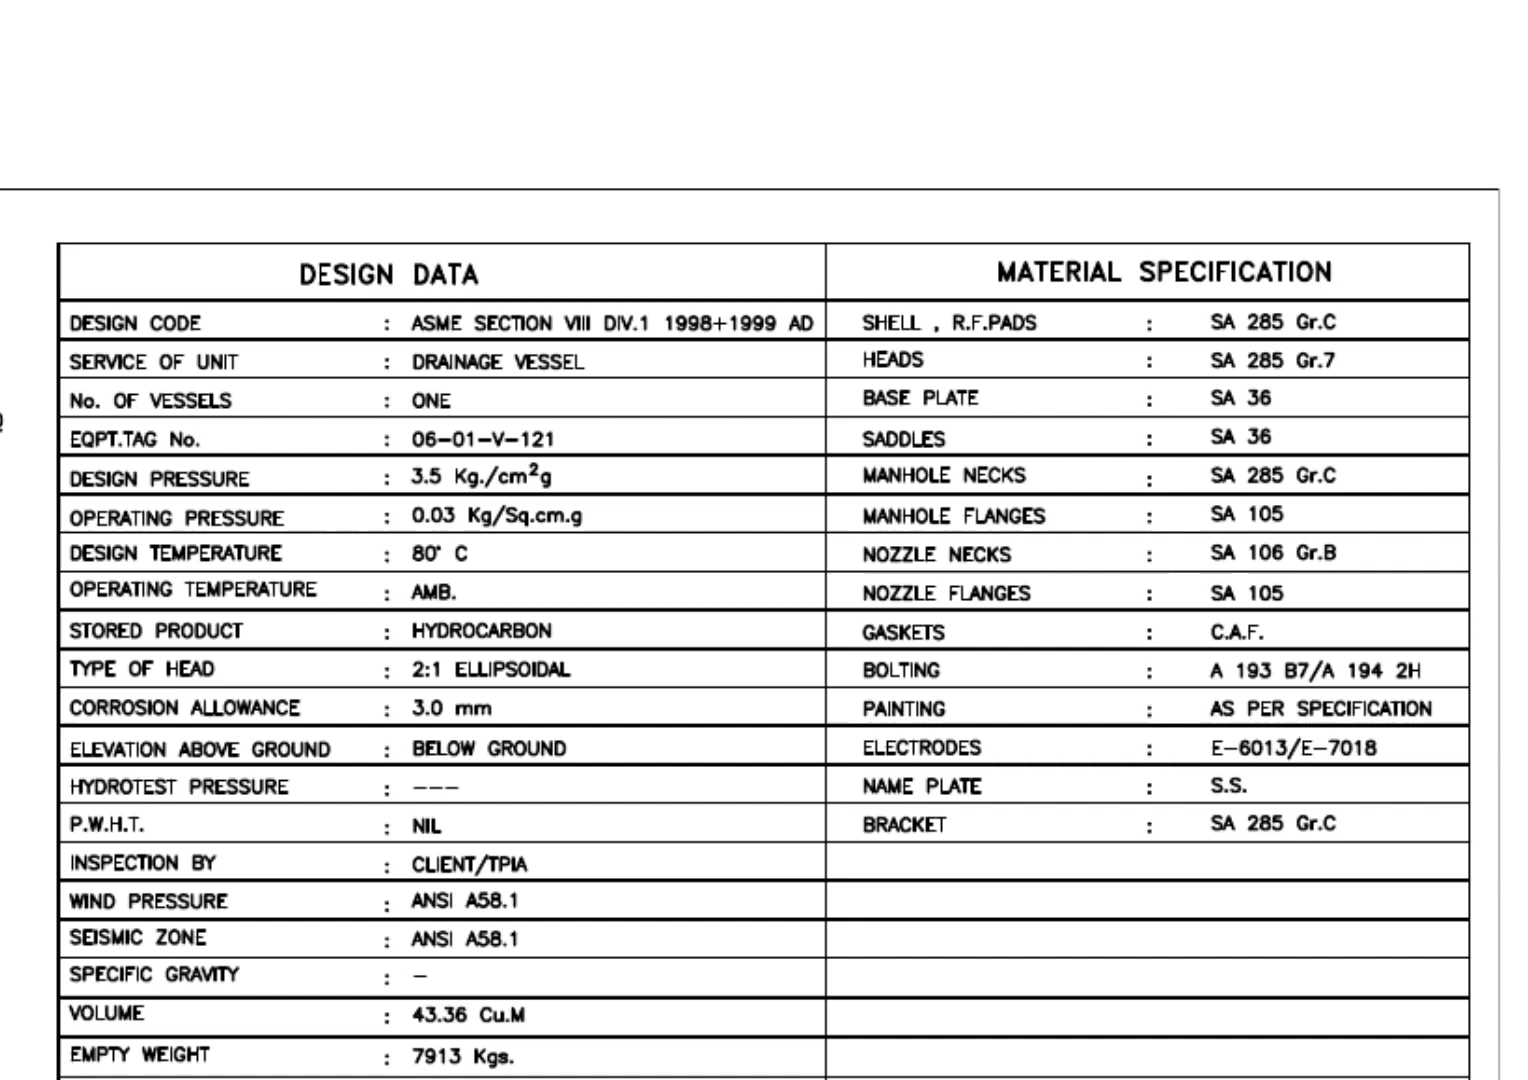 DESIGN DATA MATERIAL SPECIFICATION
DESIGN CODE : ASME SECTION VIII DIV.1 1998+1999 AD SHELL , R.F.PADS : SA 285 Gr.C
SERVICE OF UNIT : DRAINAGE VESSEL HEADS : SA 285 Gr.7
No. OF VESSELS : ONE BASE PLATE : SA 36
EQPT.TAG No. : 06-01-V-121 SADDLES : SA 36
DESIGN PRESSURE : 3.5 Kg./cm²g MANHOLE NECKS : SA 285 Gr.C
OPERATING PRESSURE : 0.03 Kg/Sq.cm.g MANHOLE FLANGES : SA 105
DESIGN TEMPERATURE : 80° C NOZZLE NECKS : SA 106 Gr.B
OPERATING TEMPERATURE : AMB. NOZZLE FLANGES : SA 105
STORED PRODUCT : HYDROCARBON GASKETS : C.A.F.
TYPE OF HEAD : 2:1 ELLIPSOIDAL BOLTING : A 193 B7/A 194 2H
CORROSION ALLOWANCE : 3.0 mm PAINTING : AS PER SPECIFICATION
ELEVATION ABOVE GROUND : BELOW GROUND ELECTRODES : E-6013/E-7018
HYDROTEST PRESSURE : --- NAME PLATE : S.S.
P.W.H.T. : NIL BRACKET : SA 285 Gr.C
INSPECTION BY : CLIENT/TPIA
WIND PRESSURE : ANSI A58.1
SEISMIC ZONE : ANSI A58.1
SPECIFIC GRAVITY : -
VOLUME : 43.36 Cu.M
EMPTY WEIGHT : 7913 Kgs.